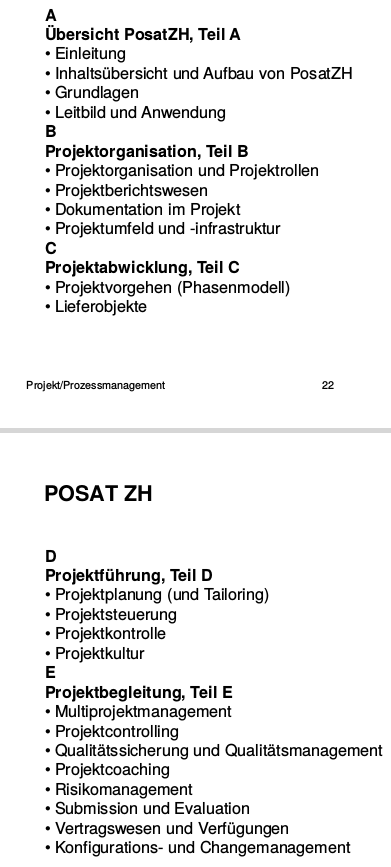 A
Übersicht PosatZH, Teil A
• Einleitung
• Inhaltsübersicht und Aufbau von PosatZH
• Grundlagen
• Leitbild und Anwendung
B
Projektorganisation, Teil B
• Projektorganisation und Projektrollen
• Projektberichtswesen
• Dokumentation im Projekt
• Projektumfeld und -infrastruktur
C
Projektabwicklung, Teil C
• Projektvorgehen (Phasenmodell)
• Lieferobjekte
Projekt/Prozessmanagement 22
POSAT ZH
D
Projektführung, Teil D
• Projektplanung (und Tailoring)
• Projektsteuerung
• Projektkontrolle
• Projektkultur
E
Projektbegleitung, Teil E
• Multiprojektmanagement
• Projektcontrolling
• Qualitätssicherung und Qualitätsmanagement
• Projektcoaching
• Risikomanagement
• Submission und Evaluation
• Vertragswesen und Verfügungen
• Konfigurations- und Changemanagement